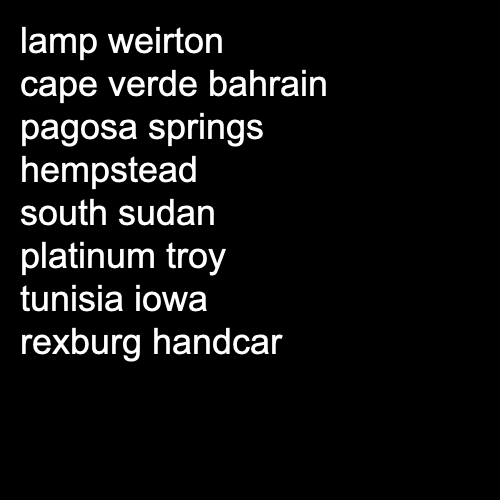 lamp weirton
cape verde bahrain
pagosa springs
hempstead
south sudan
platinum troy
tunisia iowa
rexburg handcar